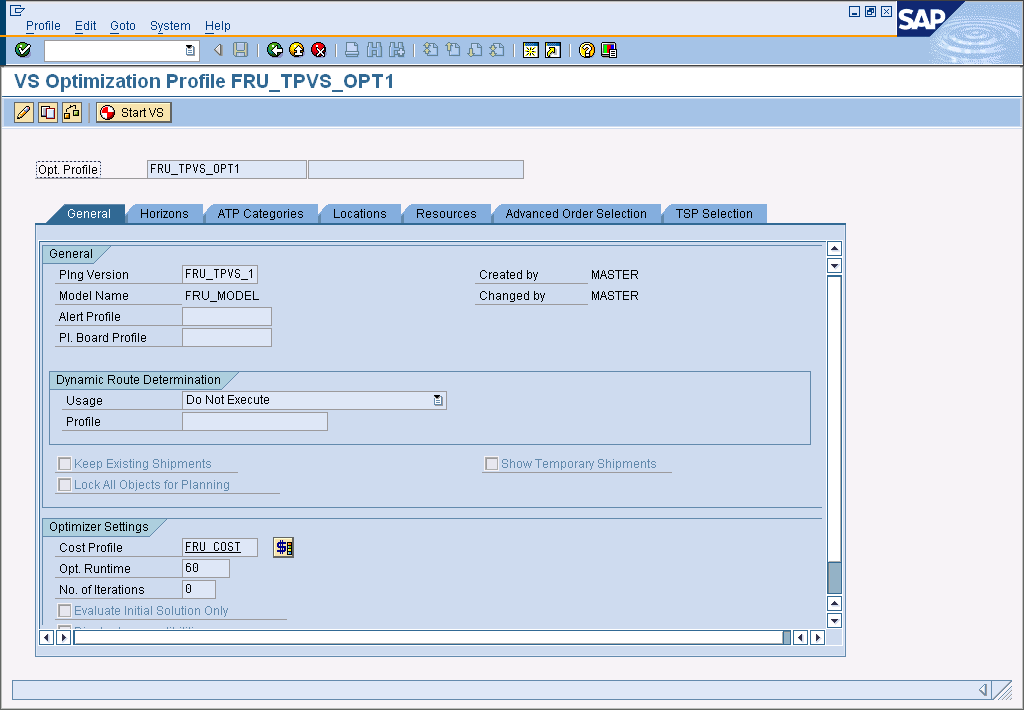 Profile Edit Goto System Help
SAP
VS Optimization Profile FRU_TPVS_OPT1
Start VS
Opt. Profile FRU_TPVS_OPT1
General Horizons ATP Categories Locations Resources Advanced Order Selection TSP Selection
General
Plng Version FRU_TPVS_1 Created by MASTER
Model Name FRU_MODEL Changed by MASTER
Alert Profile
Pl. Board Profile
Dynamic Route Determination
Usage Do Not Execute
Profile
Keep Existing Shipments Show Temporary Shipments
Lock All Objects for Planning
Optimizer Settings
Cost Profile FRU_COST
Opt. Runtime 60
No. of Iterations 0
Evaluate Initial Solution Only